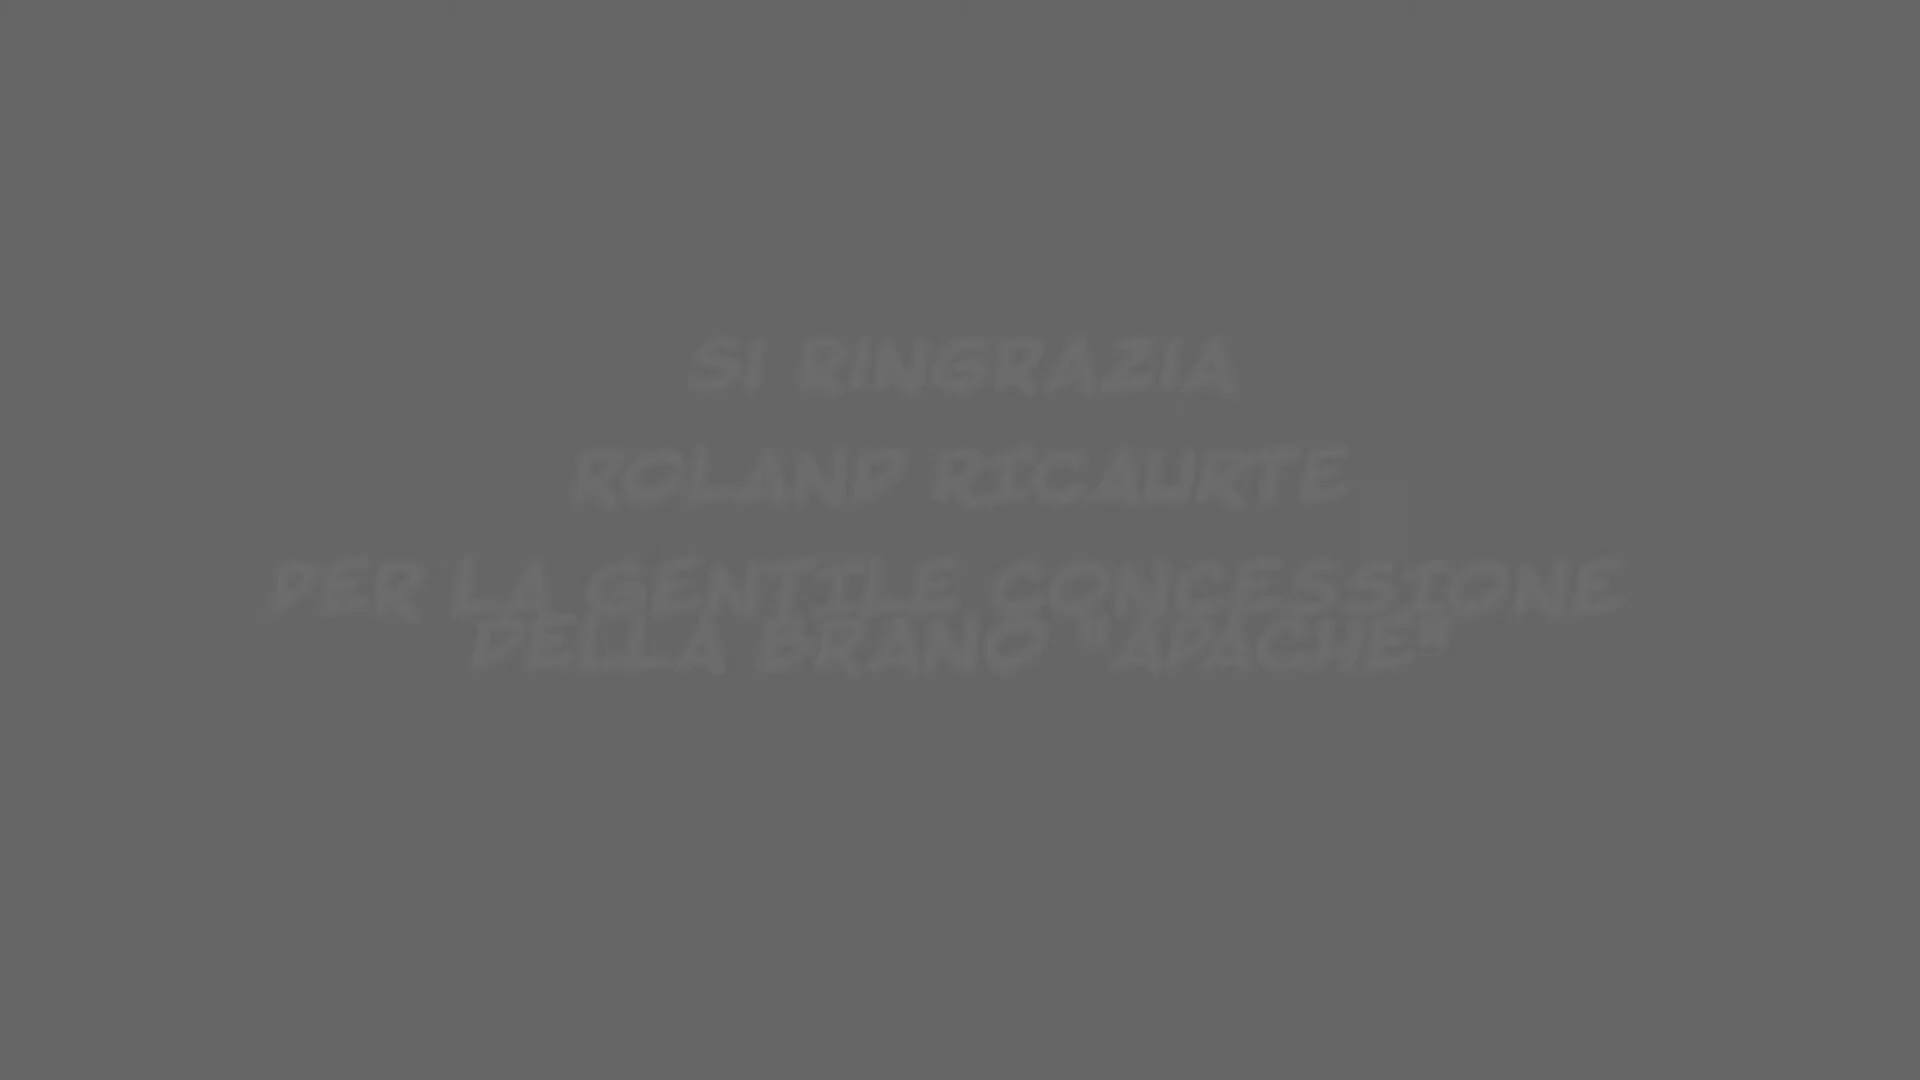 SI RINGRAZIA
ROLAND RICAURTE
PER LA GENTILE CONCESSIONE
DELLA BRANO "APACHE"